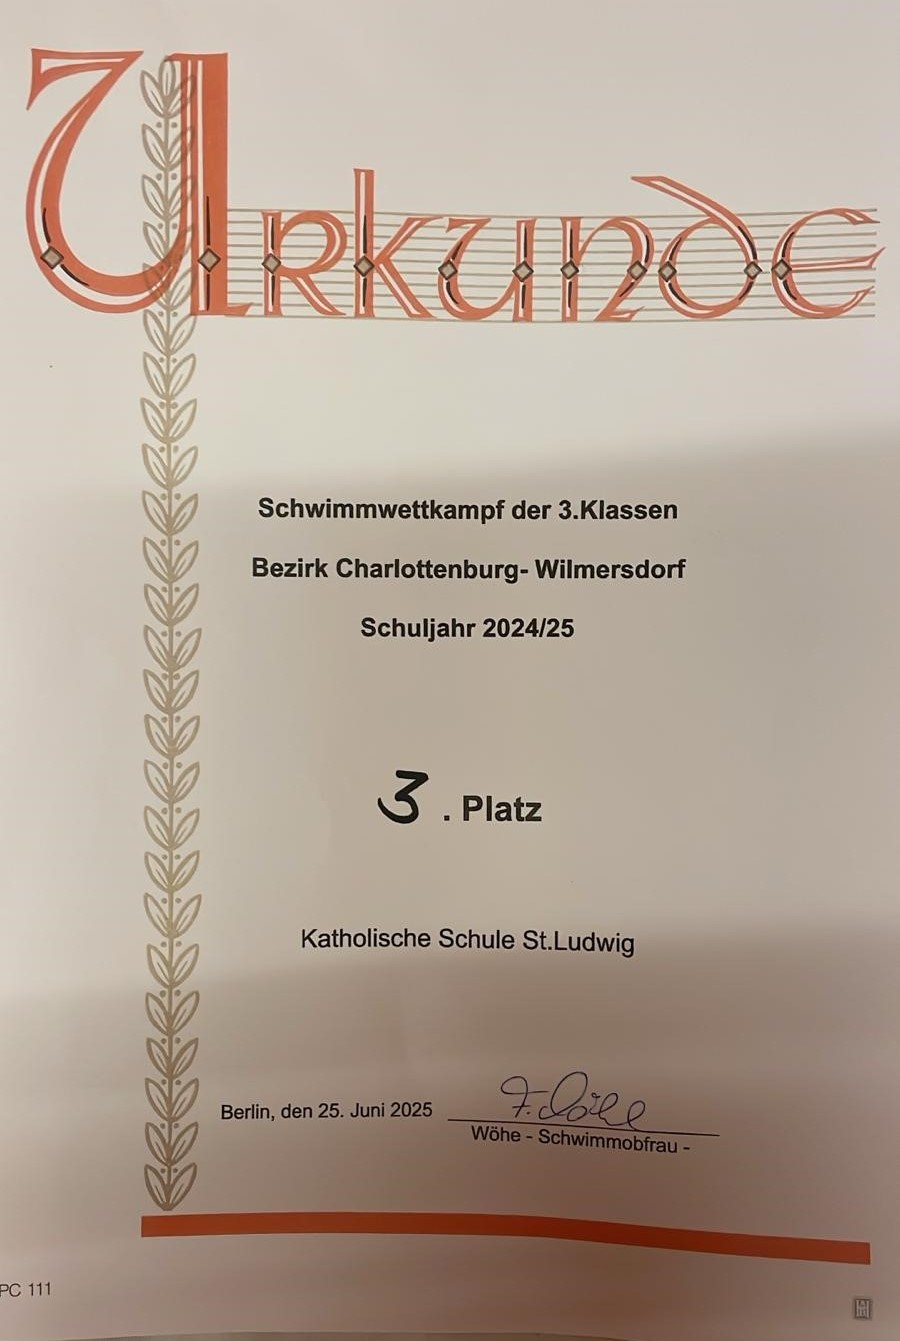 Urkunde
Schwimmwettkampf der 3.Klassen
Bezirk Charlottenburg- Wilmersdorf
Schuljahr 2024/25
3 . Platz
Katholische Schule St.Ludwig
Berlin, den 25. Juni 2025
F. Wöhe
Wöhe - Schwimmobfrau -
PC 111